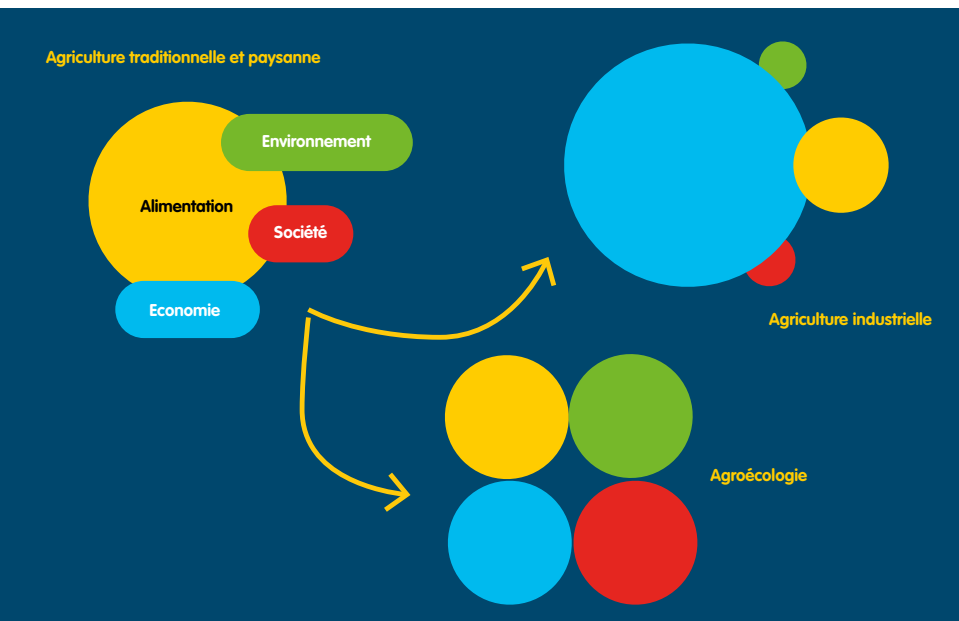 Agriculture traditionnelle et paysanne
Environnement
Alimentation
Société
Economie
Agriculture industrielle
Agroécologie